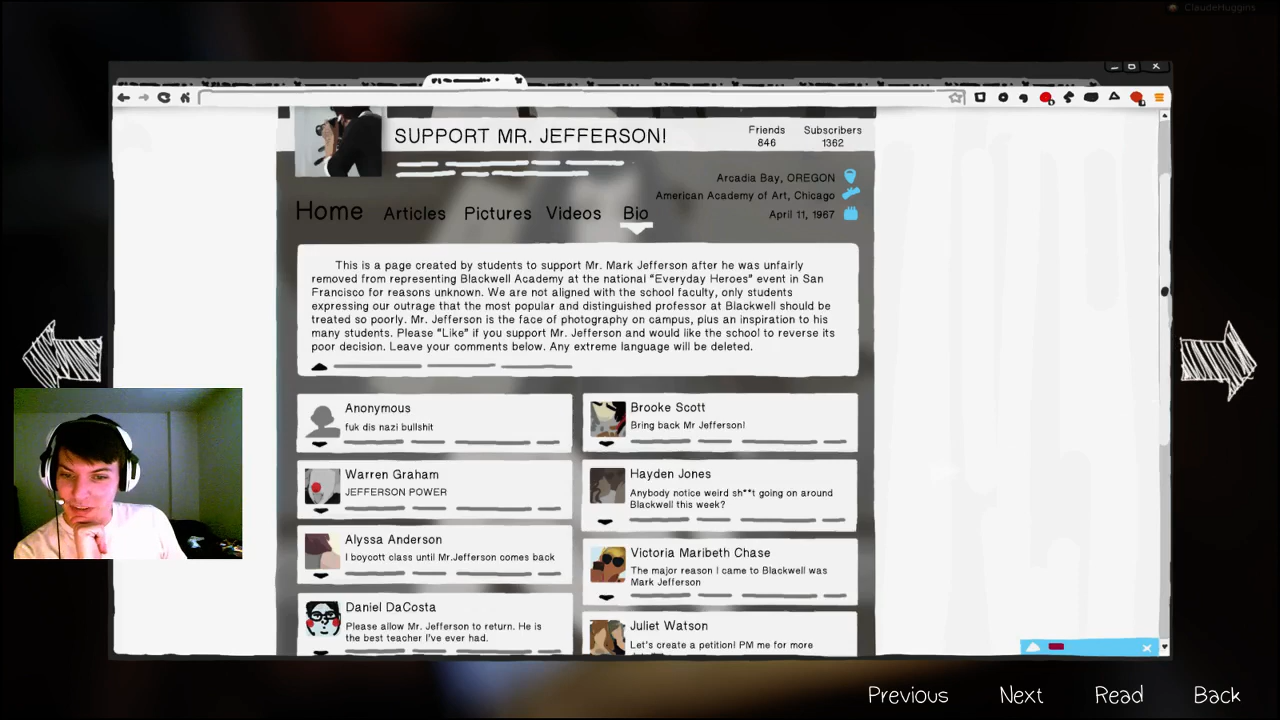 ClaudeHuggins
SUPPORT MR. JEFFERSON!
Friends
846
Subscribers
1362
Arcadia Bay, OREGON
American Academy of Art, Chicago
April 11, 1967
Home Articles Pictures Videos Bio
This is a page created by students to support Mr. Mark Jefferson after he was unfairly
removed from representing Blackwell Academy at the national "Everyday Heroes" event in San
Francisco for reasons unknown. We are not aligned with the school faculty, only students
expressing our outrage that the most popular and distinguished professor at Blackwell should be
treated so poorly. Mr. Jefferson is the face of photography on campus, plus an inspiration to his
many students. Please "Like" if you support Mr. Jefferson and would like the school to reverse its
poor decision. Leave your comments below. Any extreme language will be deleted.
Anonymous
fuk dis nazi bullshit
Warren Graham
JEFFERSON POWER
Alyssa Anderson
I boycott class until Mr.Jefferson comes back
Daniel DaCosta
Please allow Mr. Jefferson to return. He is
the best teacher I've ever had.
Brooke Scott
Bring back Mr Jefferson!
Hayden Jones
Anybody notice weird sh**t going on around
Blackwell this week?
Victoria Maribeth Chase
The major reason I came to Blackwell was
Mark Jefferson
Juliet Watson
Let's create a petition! PM me for more
Previous Next Read Back